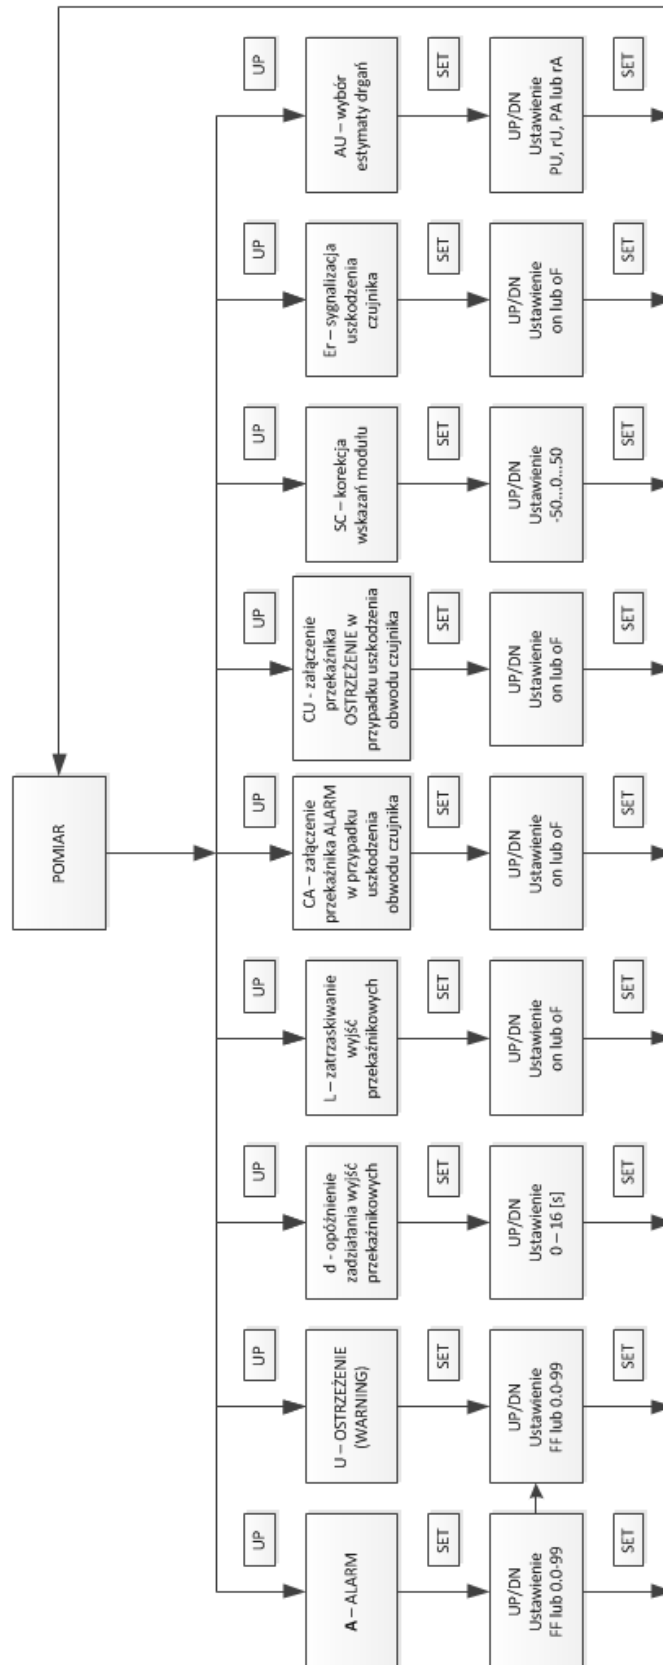 POMIAR
UP
A – ALARM
SET
UP/DN
Ustawienie
FF lub 0.0-99
SET
UP
U – OSTRZEŻENIE
(WARNING)
SET
UP/DN
Ustawienie
FF lub 0.0-99
SET
UP
d - opóźnienie
zadziałania wyjść
przekaźnikowych
SET
UP/DN
Ustawienie
0 – 16 [s]
SET
UP
L – zatrzaskiwanie
wyjść
przekaźnikowych
SET
UP/DN
Ustawienie
on lub oF
SET
UP
CA – załączenie
przekaźnika ALARM
w przypadku
uszkodzenia
obwodu czujnika
SET
UP/DN
Ustawienie
on lub oF
SET
UP
CU - załączenie
przekaźnika
OSTRZEŻENIE w
przypadku uszkodzenia
obwodu czujnika
SET
UP/DN
Ustawienie
on lub oF
SET
UP
SC – korekcja
wskazań modułu
SET
UP/DN
Ustawienie
-50...0...50
SET
UP
Er – sygnalizacja
uszkodzenia
czujnika
SET
UP/DN
Ustawienie
on lub oF
SET
UP
AU – wybór
estymaty drgań
SET
UP/DN
Ustawienie
PU, rU, PA lub rA
SET